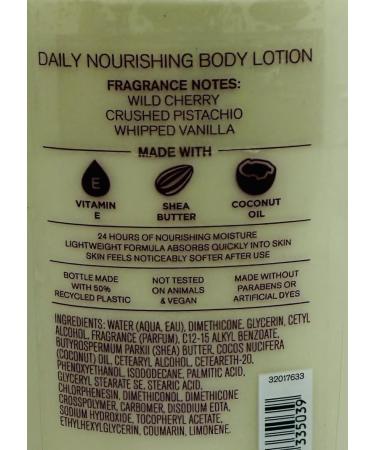 DAILY NOURISHING BODY LOTION
FRAGRANCE NOTES:
WILD CHERRY
CRUSHED PISTACHIO
WHIPPED VANILLA
MADE WITH
E
VITAMIN
E
SHEA
BUTTER
COCONUT
OIL
24 HOURS OF NOURISHING MOISTURE
LIGHTWEIGHT FORMULA ABSORBS QUICKLY INTO SKIN
SKIN FEELS NOTICEABLY SOFTER AFTER USE
BOTTLE MADE
WITH 50%
RECYCLED PLASTIC
NOT TESTED
ON ANIMALS
& VEGAN
MADE WITHOUT
PARABENS OR
ARTIFICIAL DYES
INGREDIENTS: WATER (AQUA, EAU), DIMETHICONE, GLYCERIN, CETYL
ALCOHOL, FRAGRANCE (PARFUM), C12-15 ALKYL BENZOATE,
BUTYROSPERMUM PARKII (SHEA) BUTTER, COCOS NUCIFERA
(COCONUT) OIL, CETEARYL ALCOHOL, CETEARETH-20,
PHENOXYETHANOL, ISODODECANE, PALMITIC ACID,
GLYCERYL STEARATE SE, STEARIC ACID,
CHLORPHENESIN, DIMETHICONOL, DIMETHICONE
CROSSPOLYMER, CARBOMER, DISODIUM EDTA,
SODIUM HYDROXIDE, TOCOPHERYL ACETATE,
ETHYLHEXYLGLYCERIN, COUMARIN, LIMONENE.
32017633
335039